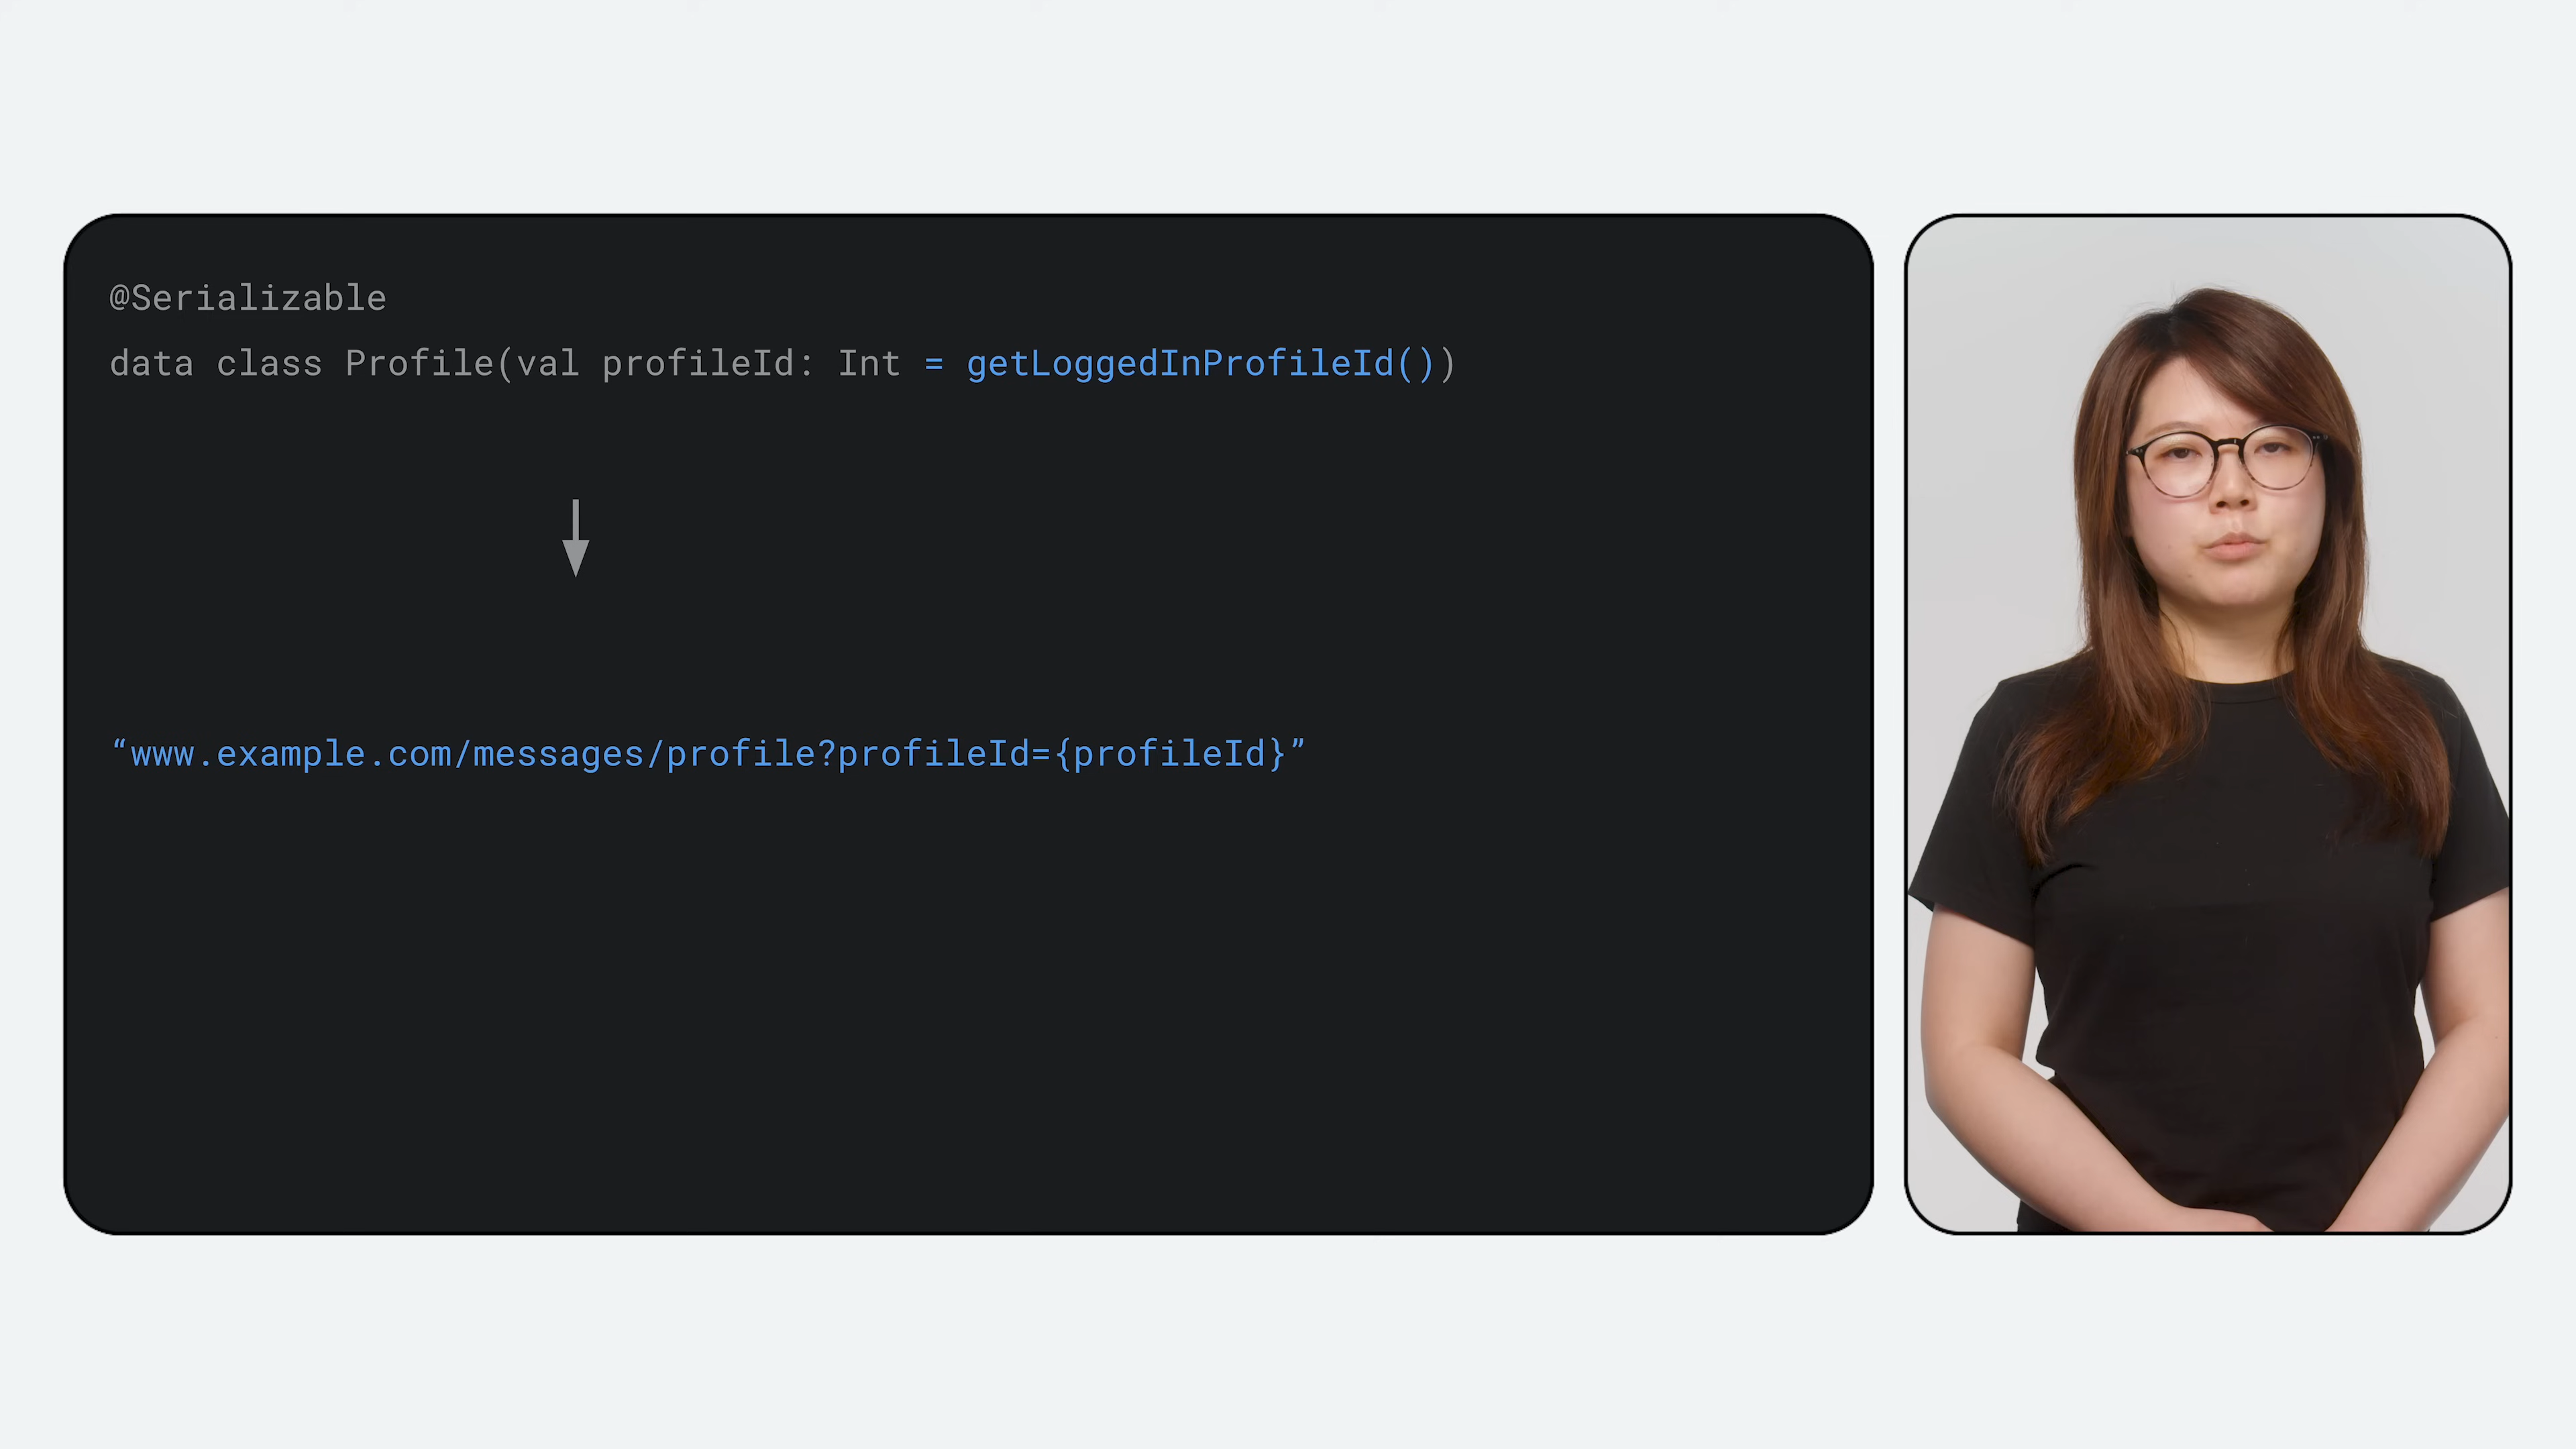 @Serializable
data class Profile(val profileId: Int = getLoggedInProfileId())
“www.example.com/messages/profile?profileId={profileId}”